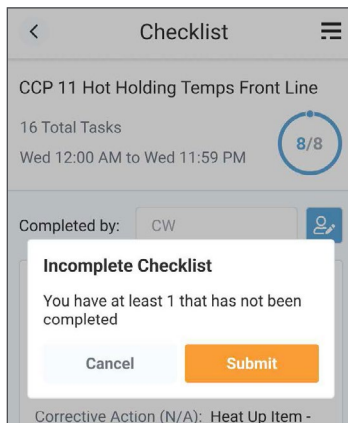 Checklist
CCP 11 Hot Holding Temps Front Line
16 Total Tasks
8/8
Wed 12:00 AM to Wed 11:59 PM
Completed by: CW
Incomplete Checklist
You have at least 1 that has not been
completed
Cancel Submit
Corrective Action (N/A): Heat Up Item -